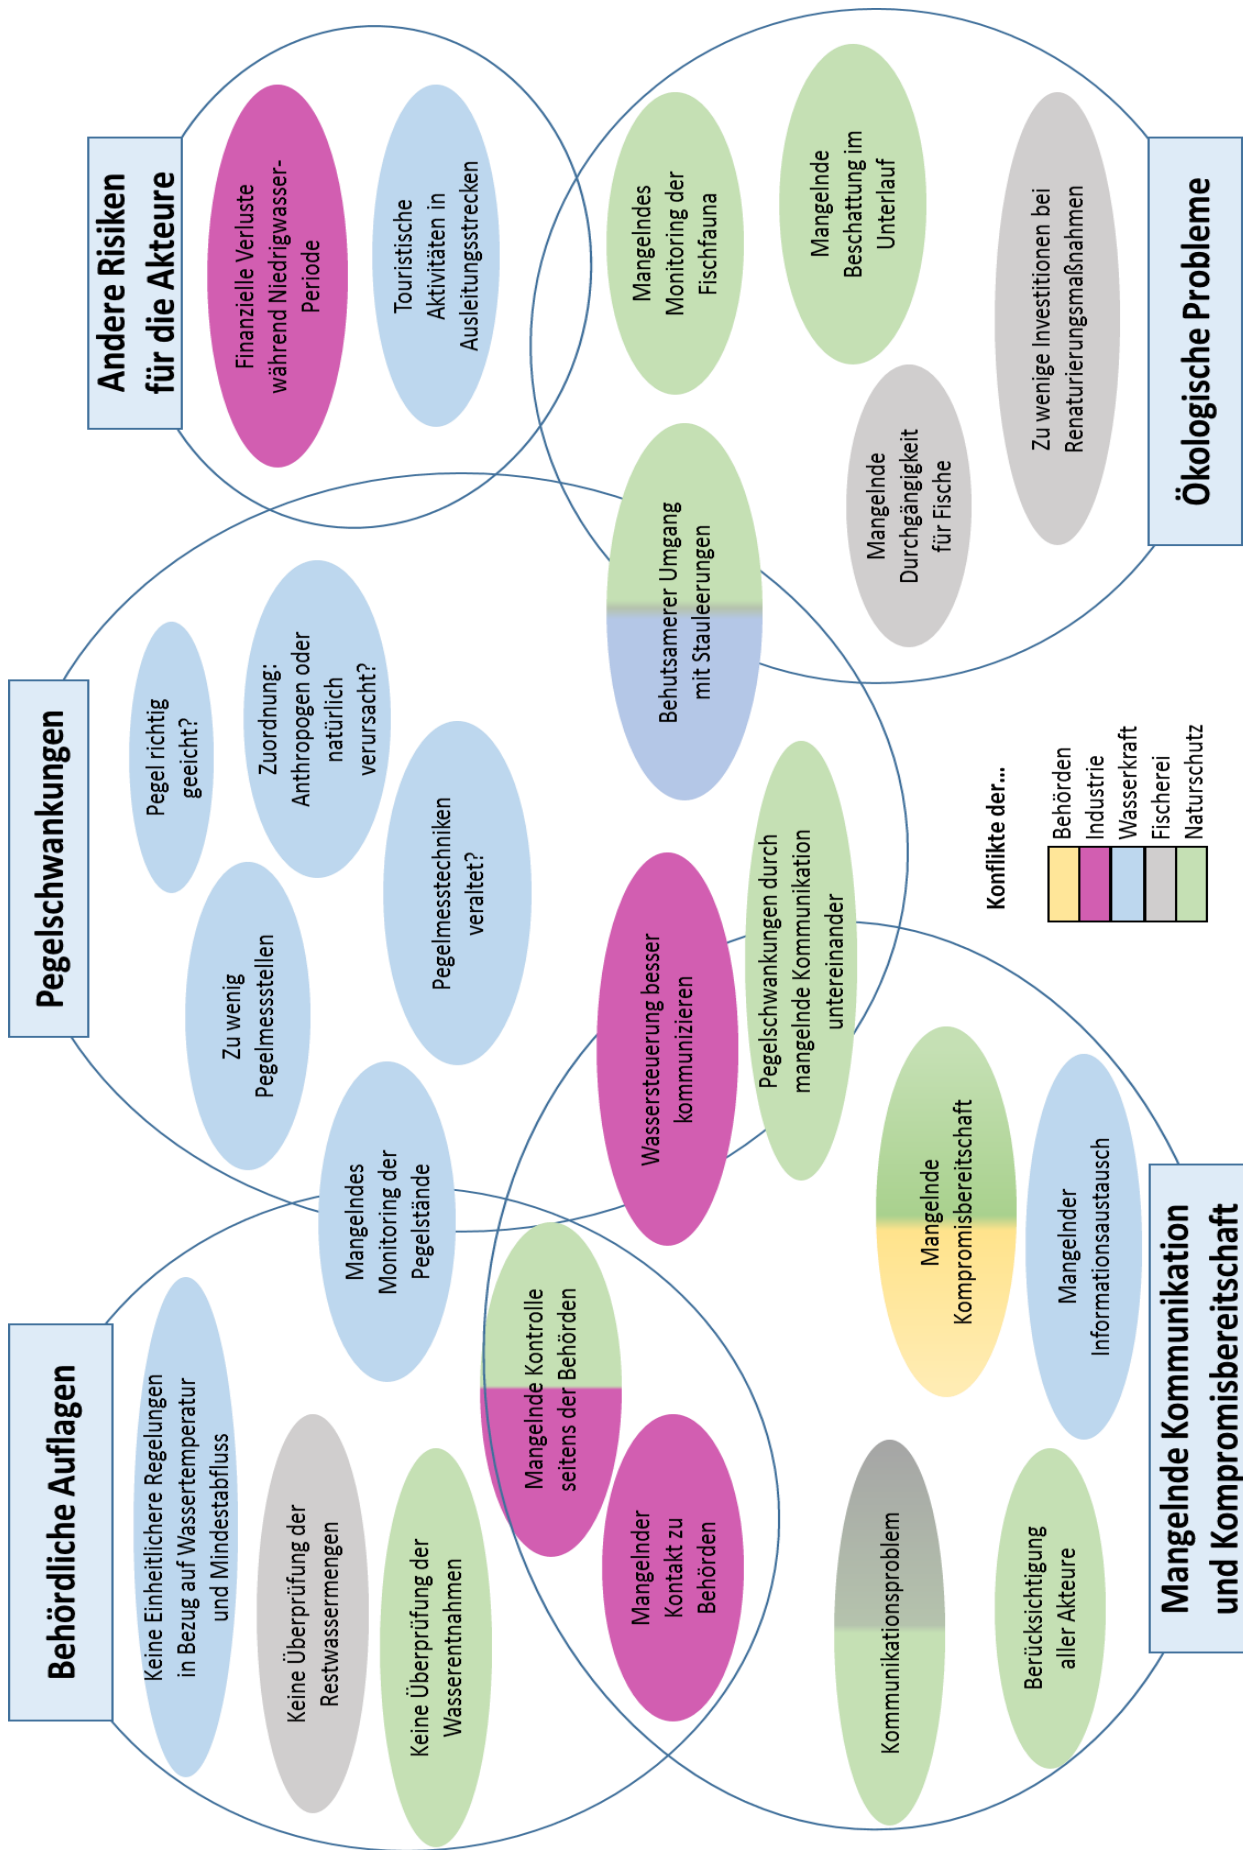 Behördliche Auflagen
Keine Einheitlichere Regelungen
in Bezug auf Wassertemperatur
und Mindestabfluss
Keine Überprüfung der
Restwassermengen
Keine Überprüfung der
Wasserentnahmen
Mangelnde Kontrolle
seitens der Behörden
Mangelnder
Kontakt zu
Behörden
Mangelndes
Monitoring der
Pegelstände
Pegelschwankungen
Zu wenig
Pegelmessstellen
Pegel richtig
geeicht?
Zuordnung:
Anthropogen oder
natürlich
verursacht?
Pegelmesstechniken
veraltet?
Wassersteuerung besser
kommunizieren
Pegelschwankungen durch
mangelnde Kommunikation
untereinander
Behutsamerer Umgang
mit Stauleerungen
Andere Risiken
für die Akteure
Finanzielle Verluste
während Niedrigwasser-
Periode
Touristische
Aktivitäten in
Ausleitungsstrecken
Mangelndes
Monitoring der
Fischfauna
Mangelnde
Beschattung im
Unterlauf
Mangelnde
Durchgängigkeit
für Fische
Zu wenige Investitionen bei
Renaturierungsmaßnahmen
Ökologische Probleme
Kommunikationsproblem
Berücksichtigung
aller Akteure
Mangelnde
Kompromisbereitschaft
Mangelnder
Informationsaustausch
Mangelnde Kommunikation
und Kompromisbereitschaft
Konflikte der...
Behörden
Industrie
Wasserkraft
Fischerei
Naturschutz